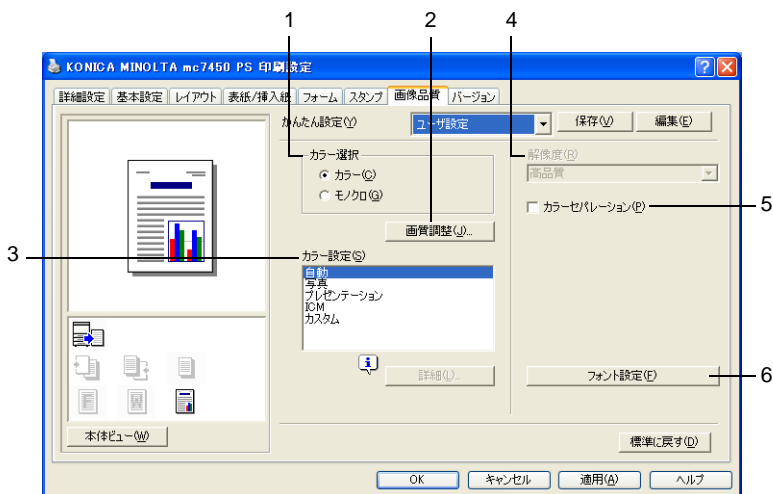 1
2
4
KONICA MINOLTA mc7450 PS 印刷設定
詳細設定 基本設定 レイアウト 表紙/挿入紙 フォーム スタンプ 画像品質 バージョン
かんたん設定(Y) ユーザ設定 保存(V) 編集(E)
カラー選択
カラー(C)
モノクロ(G)
解像度(R)
高品質
カラーセパレーション(P)
5
画質調整(J)...
3
カラー設定(S)
自動
写真
プレゼンテーション
ICM
カスタム
詳細(L)...
フォント設定(F)
6
本体ビュー(W)
標準に戻す(D)
OK キャンセル 適用(A) ヘルプ